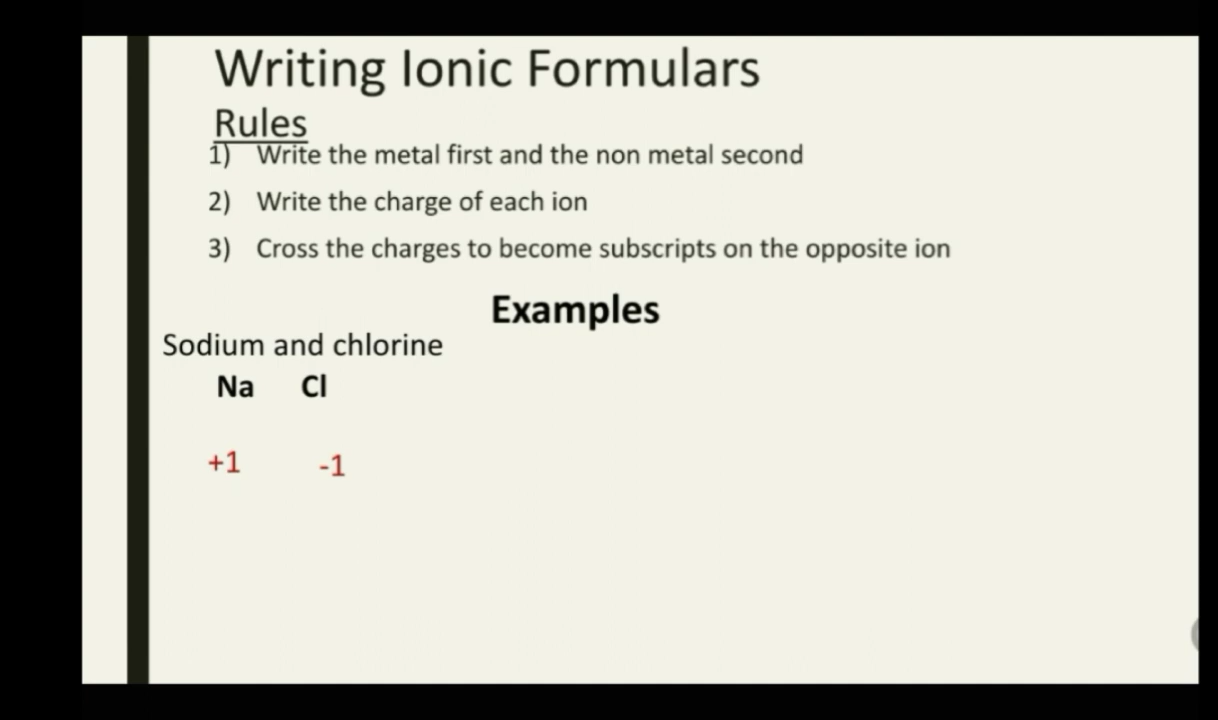 Writing Ionic Formulars
Rules
1) Write the metal first and the non metal second
2) Write the charge of each ion
3) Cross the charges to become subscripts on the opposite ion
Examples
Sodium and chlorine
Na Cl
+1 -1